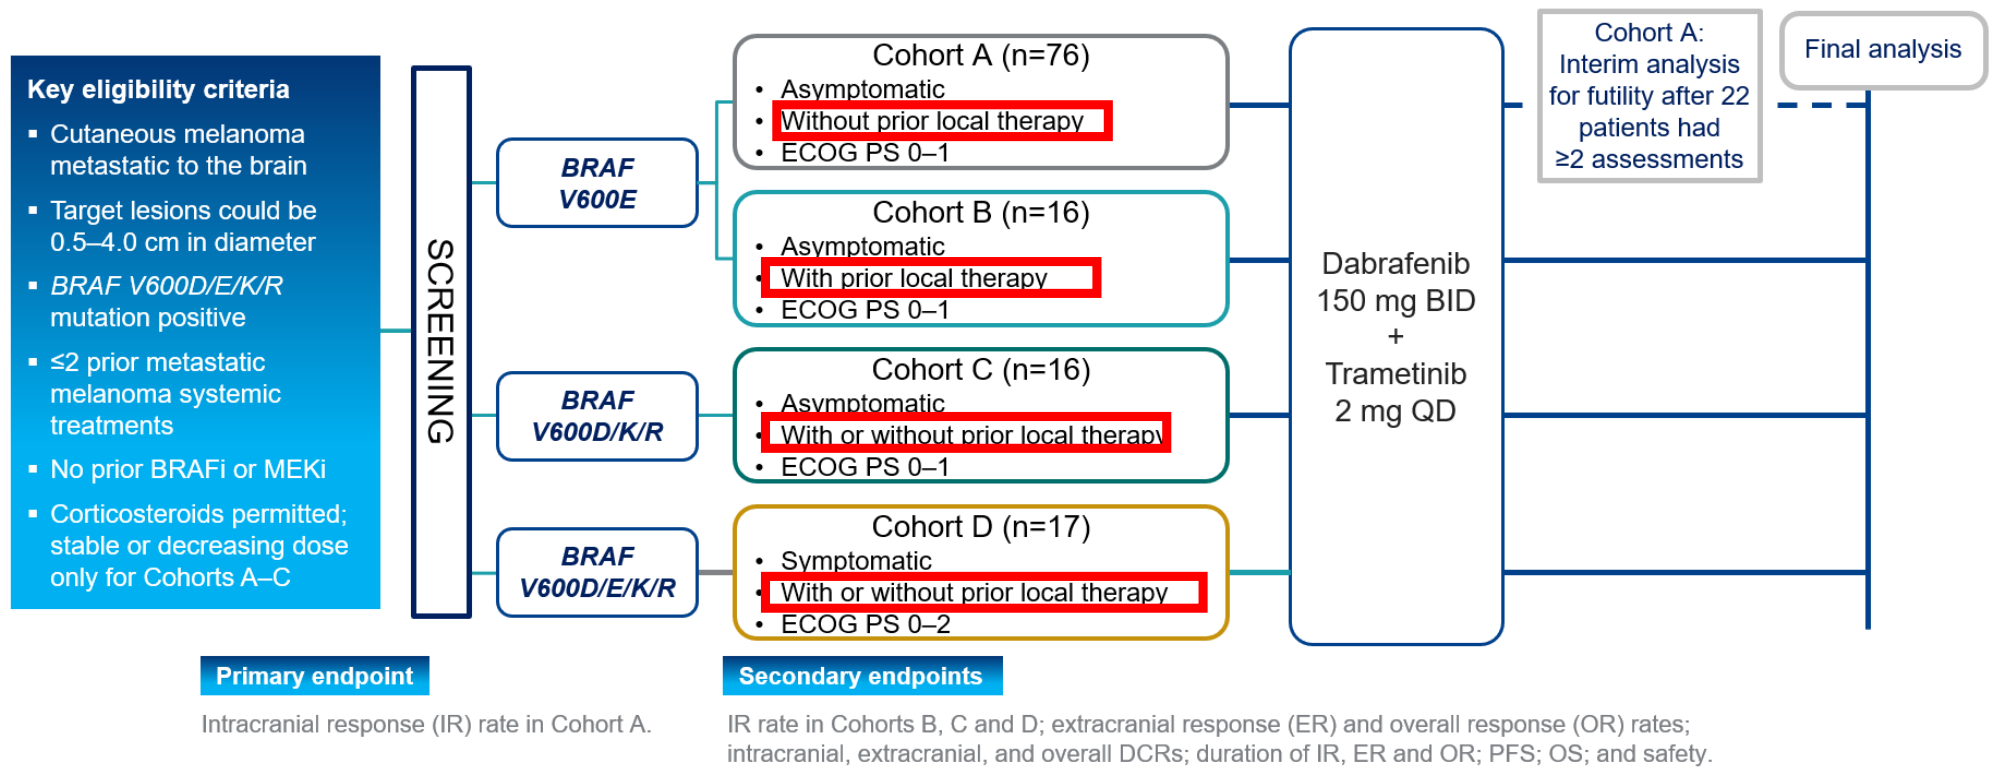 Key eligibility criteria
▪ Cutaneous melanoma
metastatic to the brain
▪ Target lesions could be
0.5–4.0 cm in diameter
▪ BRAF V600D/E/K/R
mutation positive
▪ ≤2 prior metastatic
melanoma systemic
treatments
▪ No prior BRAFi or MEKi
▪ Corticosteroids permitted;
stable or decreasing dose
only for Cohorts A–C
SCREENING
BRAF
V600E
BRAF
V600D/K/R
BRAF
V600D/E/K/R
Cohort A (n=76)
• Asymptomatic
• Without prior local therapy
• ECOG PS 0–1
Cohort B (n=16)
• Asymptomatic
• With prior local therapy
• ECOG PS 0–1
Cohort C (n=16)
• Asymptomatic
• With or without prior local therapy
• ECOG PS 0–1
Cohort D (n=17)
• Symptomatic
• With or without prior local therapy
• ECOG PS 0–2
Dabrafenib
150 mg BID
+
Trametinib
2 mg QD
Cohort A:
Interim analysis
for futility after 22
patients had
≥2 assessments
Final analysis
Primary endpoint
Intracranial response (IR) rate in Cohort A.
Secondary endpoints
IR rate in Cohorts B, C and D; extracranial response (ER) and overall response (OR) rates;
intracranial, extracranial, and overall DCRs; duration of IR, ER and OR; PFS; OS; and safety.